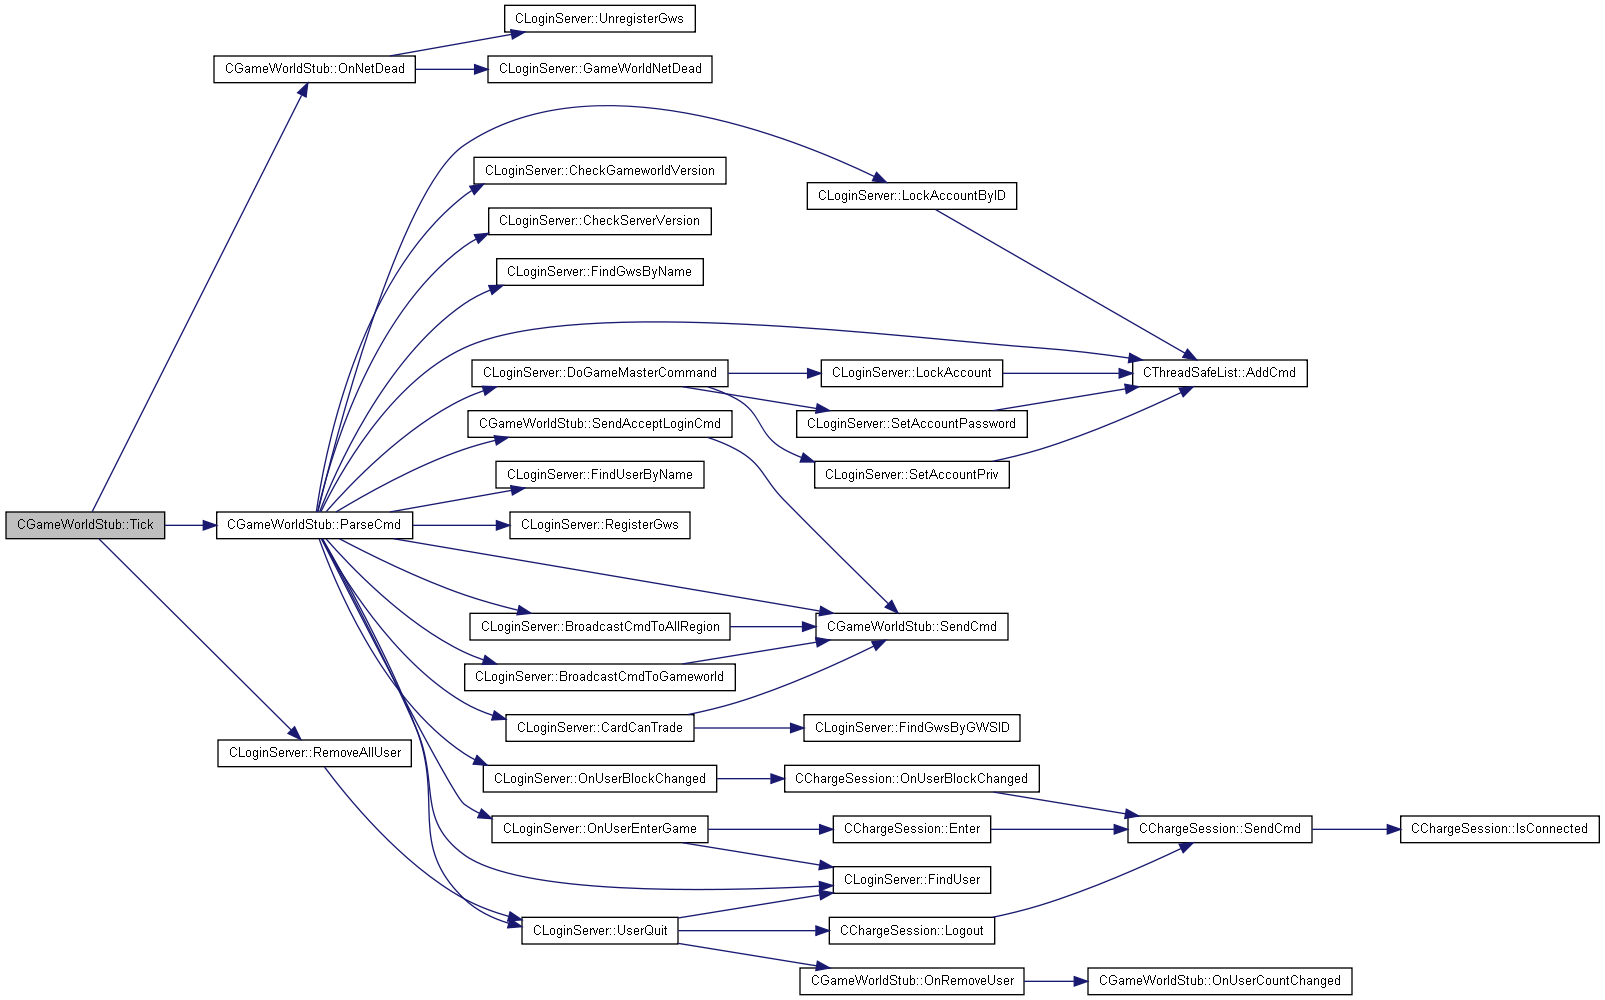 CLoginServer::UnregisterGws
CGameWorldStub::OnNetDead
CLoginServer::GameWorldNetDead
CLoginServer::CheckGameworldVersion
CLoginServer::LockAccountByID
CLoginServer::CheckServerVersion
CLoginServer::FindGwsByName
CLoginServer::DoGameMasterCommand
CLoginServer::LockAccount
CThreadSafeList::AddCmd
CGameWorldStub::SendAcceptLoginCmd
CLoginServer::SetAccountPassword
CLoginServer::FindUserByName
CLoginServer::SetAccountPriv
CGameWorldStub::Tick
CGameWorldStub::ParseCmd
CLoginServer::RegisterGws
CLoginServer::BroadcastCmdToAllRegion
CGameWorldStub::SendCmd
CLoginServer::BroadcastCmdToGameworld
CLoginServer::CardCanTrade
CLoginServer::FindGwsByGWSID
CLoginServer::RemoveAllUser
CLoginServer::OnUserBlockChanged
CChargeSession::OnUserBlockChanged
CLoginServer::OnUserEnterGame
CChargeSession::Enter
CChargeSession::SendCmd
CChargeSession::IsConnected
CLoginServer::FindUser
CLoginServer::UserQuit
CChargeSession::Logout
CGameWorldStub::OnRemoveUser
CGameWorldStub::OnUserCountChanged